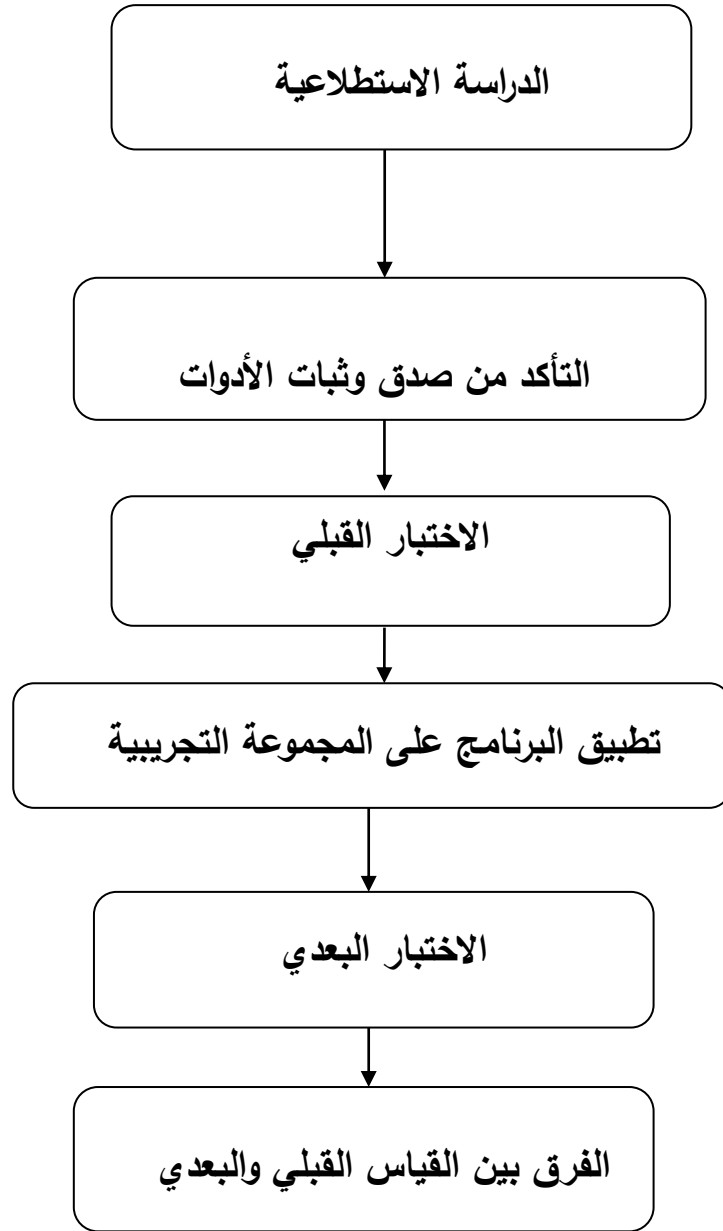 الدراسة الاستطلاعية
التأكد من صدق وثبات الأدوات
الاختبار القبلي
تطبيق البرنامج على المجموعة التجريبية
الاختبار البعدي
الفرق بين القياس القبلي والبعدي